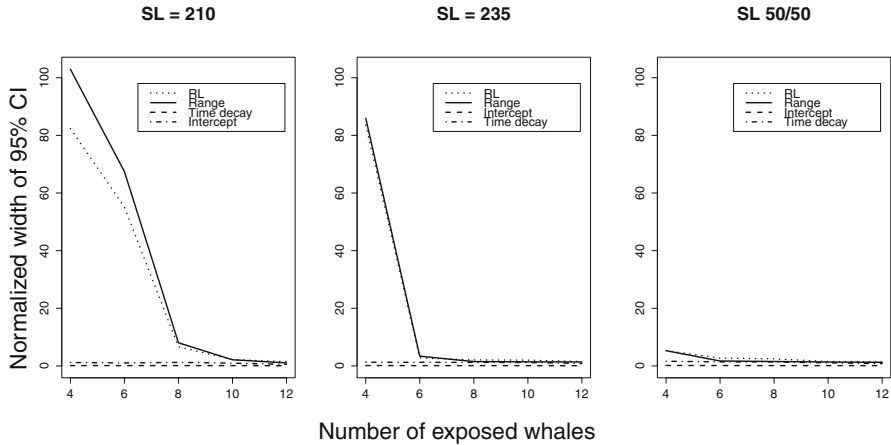 SL = 210
SL = 235
SL 50/50
Normalized width of 95% CI
100
80
60
40
20
0
RL
Range
Time decay
Intercept
4 6 8 10 12
100
80
60
40
20
0
RL
Range
Intercept
Time decay
4 6 8 10 12
100
80
60
40
20
0
RL
Range
Intercept
Time decay
4 6 8 10 12
Number of exposed whales